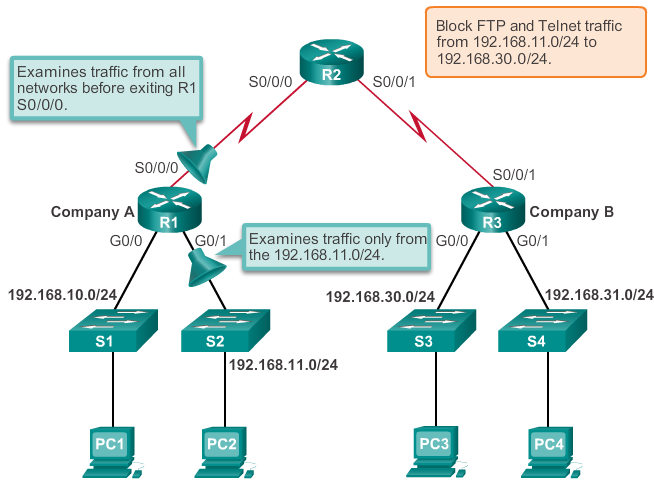 Block FTP and Telnet traffic
from 192.168.11.0/24 to
192.168.30.0/24.
R2
S0/0/0
S0/0/1
Examines traffic from all
networks before exiting R1
S0/0/0.
S0/0/0
S0/0/1
Company A
R1
R3
Company B
G0/0
G0/1
G0/0
G0/1
Examines traffic only from
the 192.168.11.0/24.
192.168.10.0/24
192.168.30.0/24
192.168.31.0/24
S1
S2
S3
S4
192.168.11.0/24
PC1
PC2
PC3
PC4